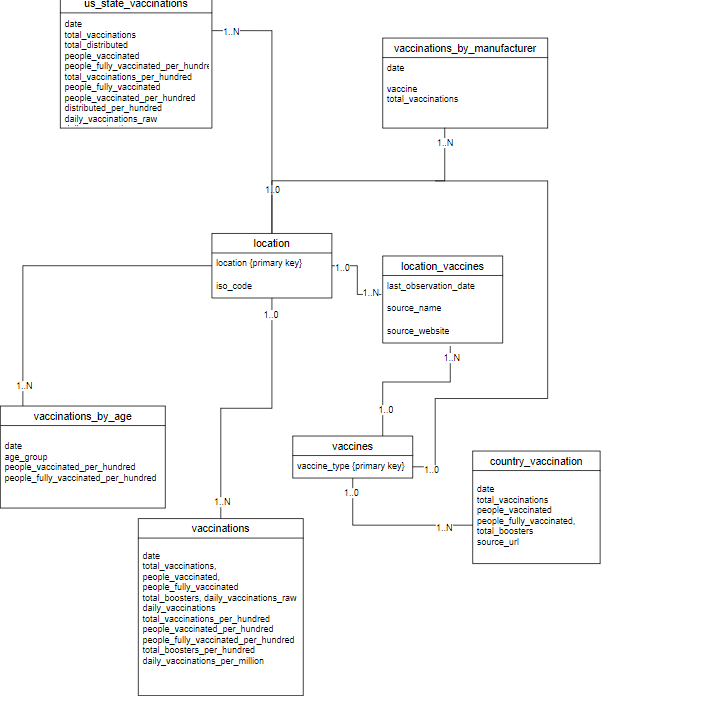 us_state_vaccinations
date
total_vaccinations
total_distributed
people_vaccinated
people_fully_vaccinated_per_hundre
total_vaccinations_per_hundred
people_fully_vaccinated
people_vaccinated_per_hundred
distributed_per_hundred
daily_vaccinations_raw
1..N
vaccinations_by_manufacturer
date
vaccine
total_vaccinations
1..N
1..0
location
location {primary key}
iso_code
1..0
1..N
location_vaccines
last_observation_date
source_name
source_website
1..0
1..N
1..N
1..0
vaccinations_by_age
date
age_group
people_vaccinated_per_hundred
people_fully_vaccinated_per_hundred
vaccines
vaccine_type {primary key}
1..0
1..0
1..N
country_vaccination
date
total_vaccinations
people_vaccinated
people_fully_vaccinated,
total_boosters
source_url
1..N
vaccinations
date
total_vaccinations,
people_vaccinated,
people_fully_vaccinated
total_boosters, daily_vaccinations_raw
daily_vaccinations
total_vaccinations_per_hundred
people_vaccinated_per_hundred
people_fully_vaccinated_per_hundred
total_boosters_per_hundred
daily_vaccinations_per_million